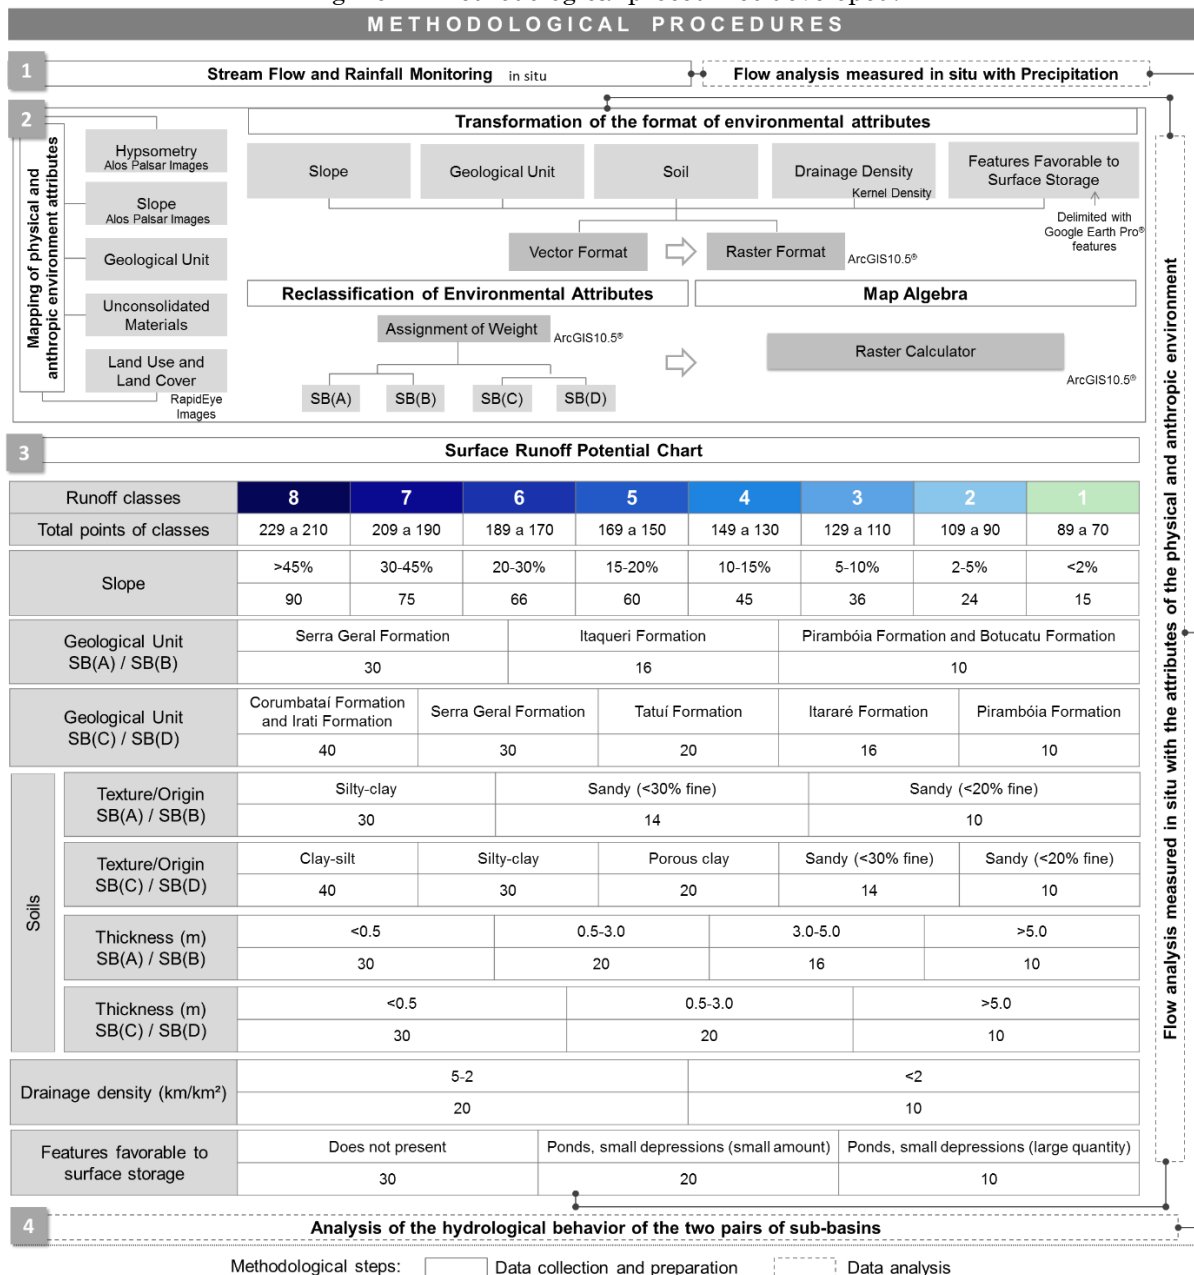 METHODOLOGICAL PROCEDURES
1
Stream Flow and Rainfall Monitoring in situ
Flow analysis measured in situ with Precipitation
2
Mapping of physical and
anthropic environment attributes
Hypsometry
Alos Palsar Images
Slope
Alos Palsar Images
Geological Unit
Unconsolidated
Materials
Land Use and
Land Cover
RapidEye
Images
Transformation of the format of environmental attributes
Slope
Geological Unit
Soil
Drainage Density
Kernel Density
Features Favorable to
Surface Storage
Delimited with
Google Earth Pro®
features
Vector Format
Raster Format
ArcGIS10.5®
Reclassification of Environmental Attributes
Map Algebra
Assignment of Weight
ArcGIS10.5®
SB(A) SB(B) SB(C) SB(D)
Raster Calculator
ArcGIS10.5®
Flow analysis measured in situ with the attributes of the physical and anthropic environment
3
Surface Runoff Potential Chart
Runoff classes 8 7 6 5 4 3 2 1
Total points of classes 229 a 210 209 a 190 189 a 170 169 a 150 149 a 130 129 a 110 109 a 90 89 a 70
Slope
>45% 30-45% 20-30% 15-20% 10-15% 5-10% 2-5% <2%
90 75 66 60 45 36 24 15
Geological Unit
SB(A) / SB(B)
Serra Geral Formation Itaqueri Formation Pirambóia Formation and Botucatu Formation
30 16 10
Geological Unit
SB(C) / SB(D)
Corumbataí Formation
and Irati Formation
Serra Geral Formation Tatuí Formation Itararé Formation Pirambóia Formation
40 30 20 16 10
Soils
Texture/Origin
SB(A) / SB(B)
Silty-clay Sandy (<30% fine) Sandy (<20% fine)
30 14 10
Texture/Origin
SB(C) / SB(D)
Clay-silt Silty-clay Porous clay Sandy (<30% fine) Sandy (<20% fine)
40 30 20 14 10
Thickness (m)
SB(A) / SB(B)
<0.5 0.5-3.0 3.0-5.0 >5.0
30 20 16 10
Thickness (m)
SB(C) / SB(D)
<0.5 0.5-3.0 >5.0
30 20 10
Drainage density (km/km²)
5-2 <2
20 10
Features favorable to
surface storage
Does not present Ponds, small depressions (small amount) Ponds, small depressions (large quantity)
30 20 10
4
Analysis of the hydrological behavior of the two pairs of sub-basins
Methodological steps: Data collection and preparation Data analysis